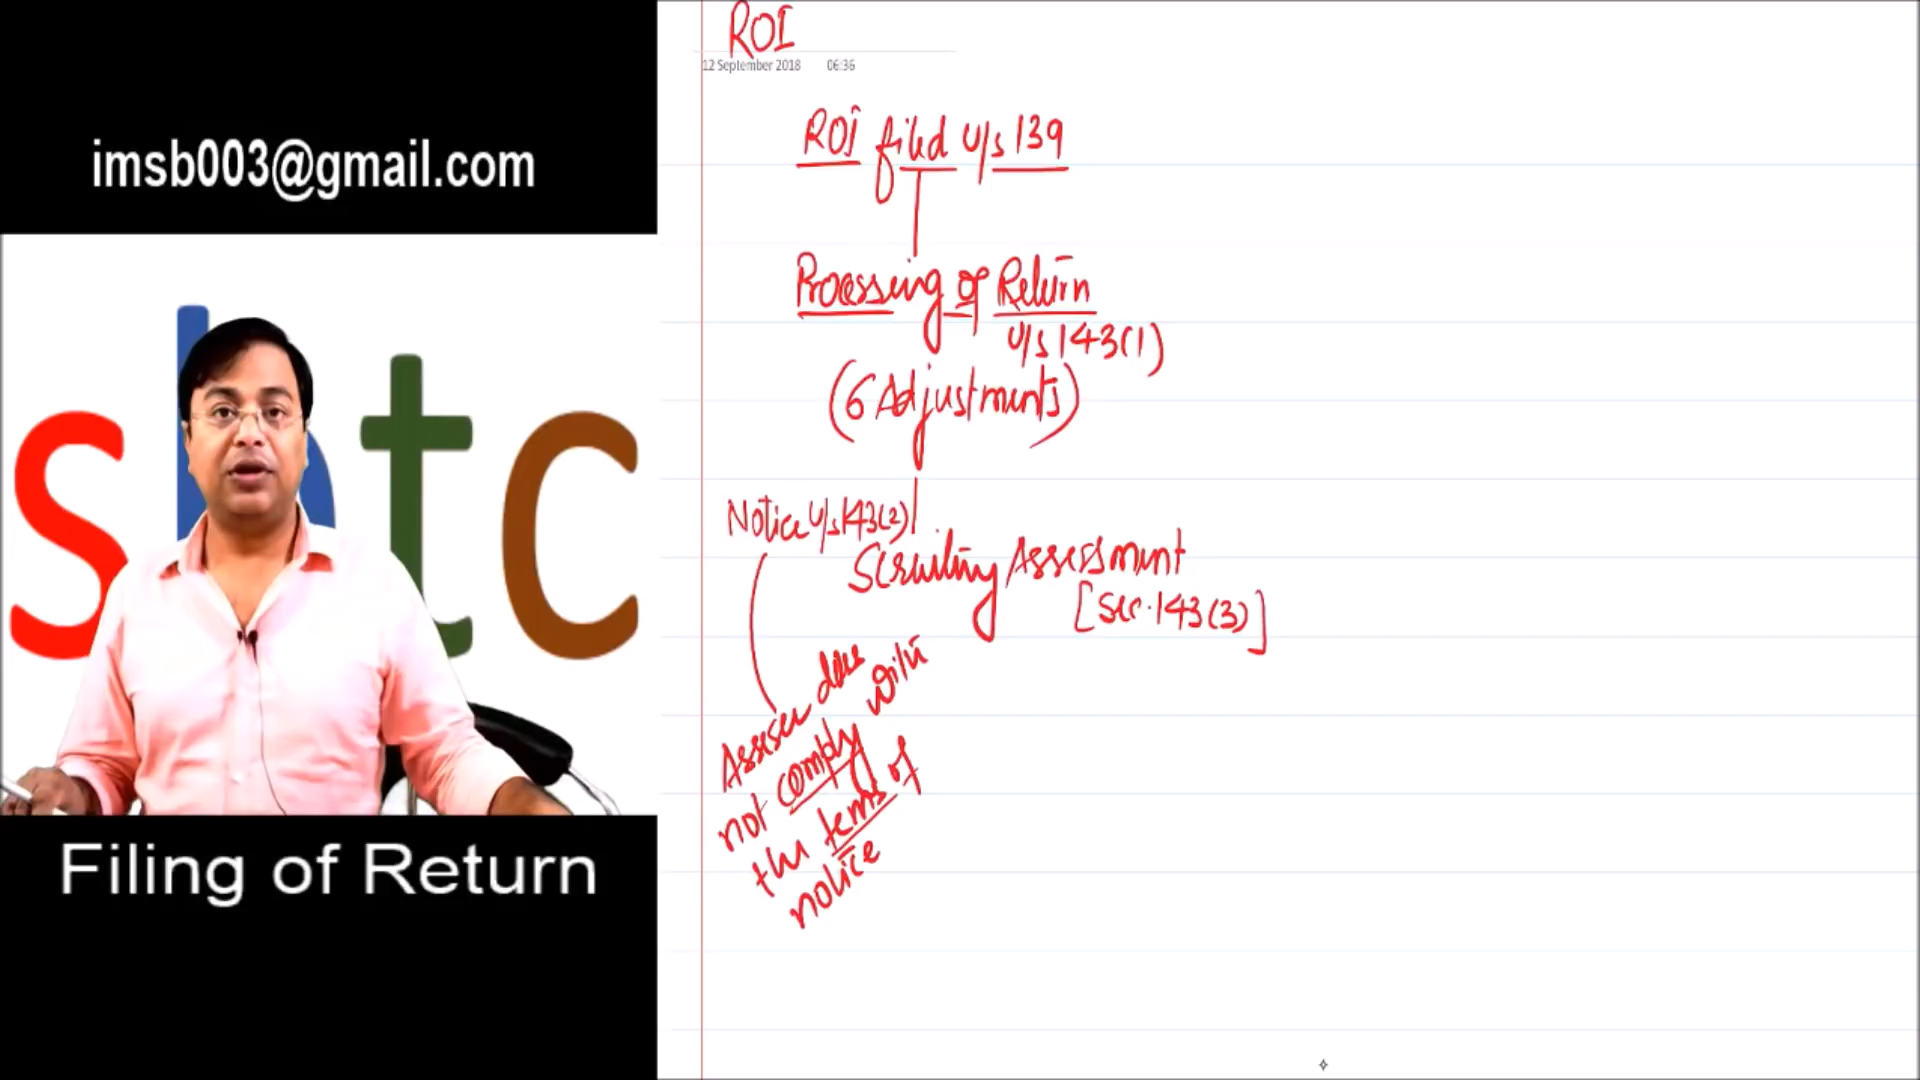 imsb003@gmail.com
sbtc
Filing of Return
ROI
12 September 2018 06:36
ROI filed u/s 139
Processing of Return
u/s 143(1)
(6 Adjustments)
Notice u/s 143(2)
Scrutiny Assessment
[Sec. 143(3)]
Assesee does
not comply with
the terms of
notice